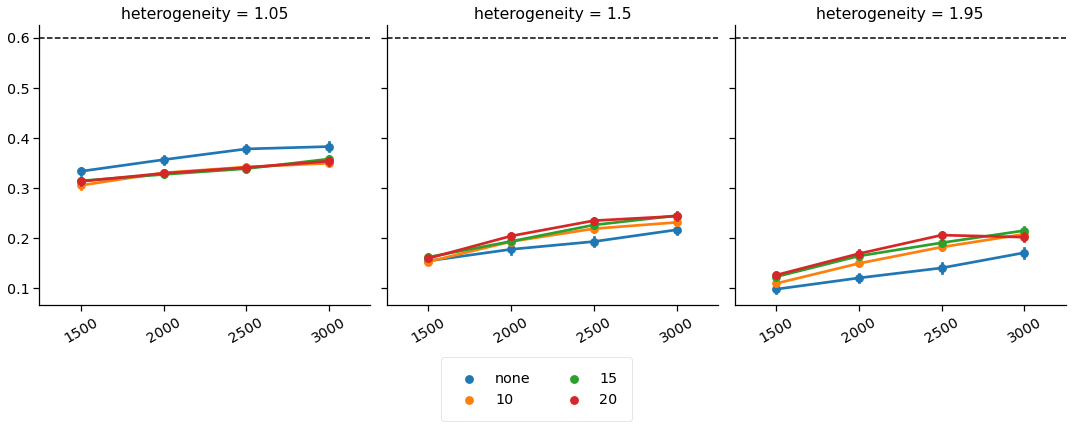 heterogeneity = 1.05
heterogeneity = 1.5
heterogeneity = 1.95
0.6
0.5
0.4
0.3
0.2
0.1
1500 2000 2500 3000
1500 2000 2500 3000
1500 2000 2500 3000
none 15
10 20